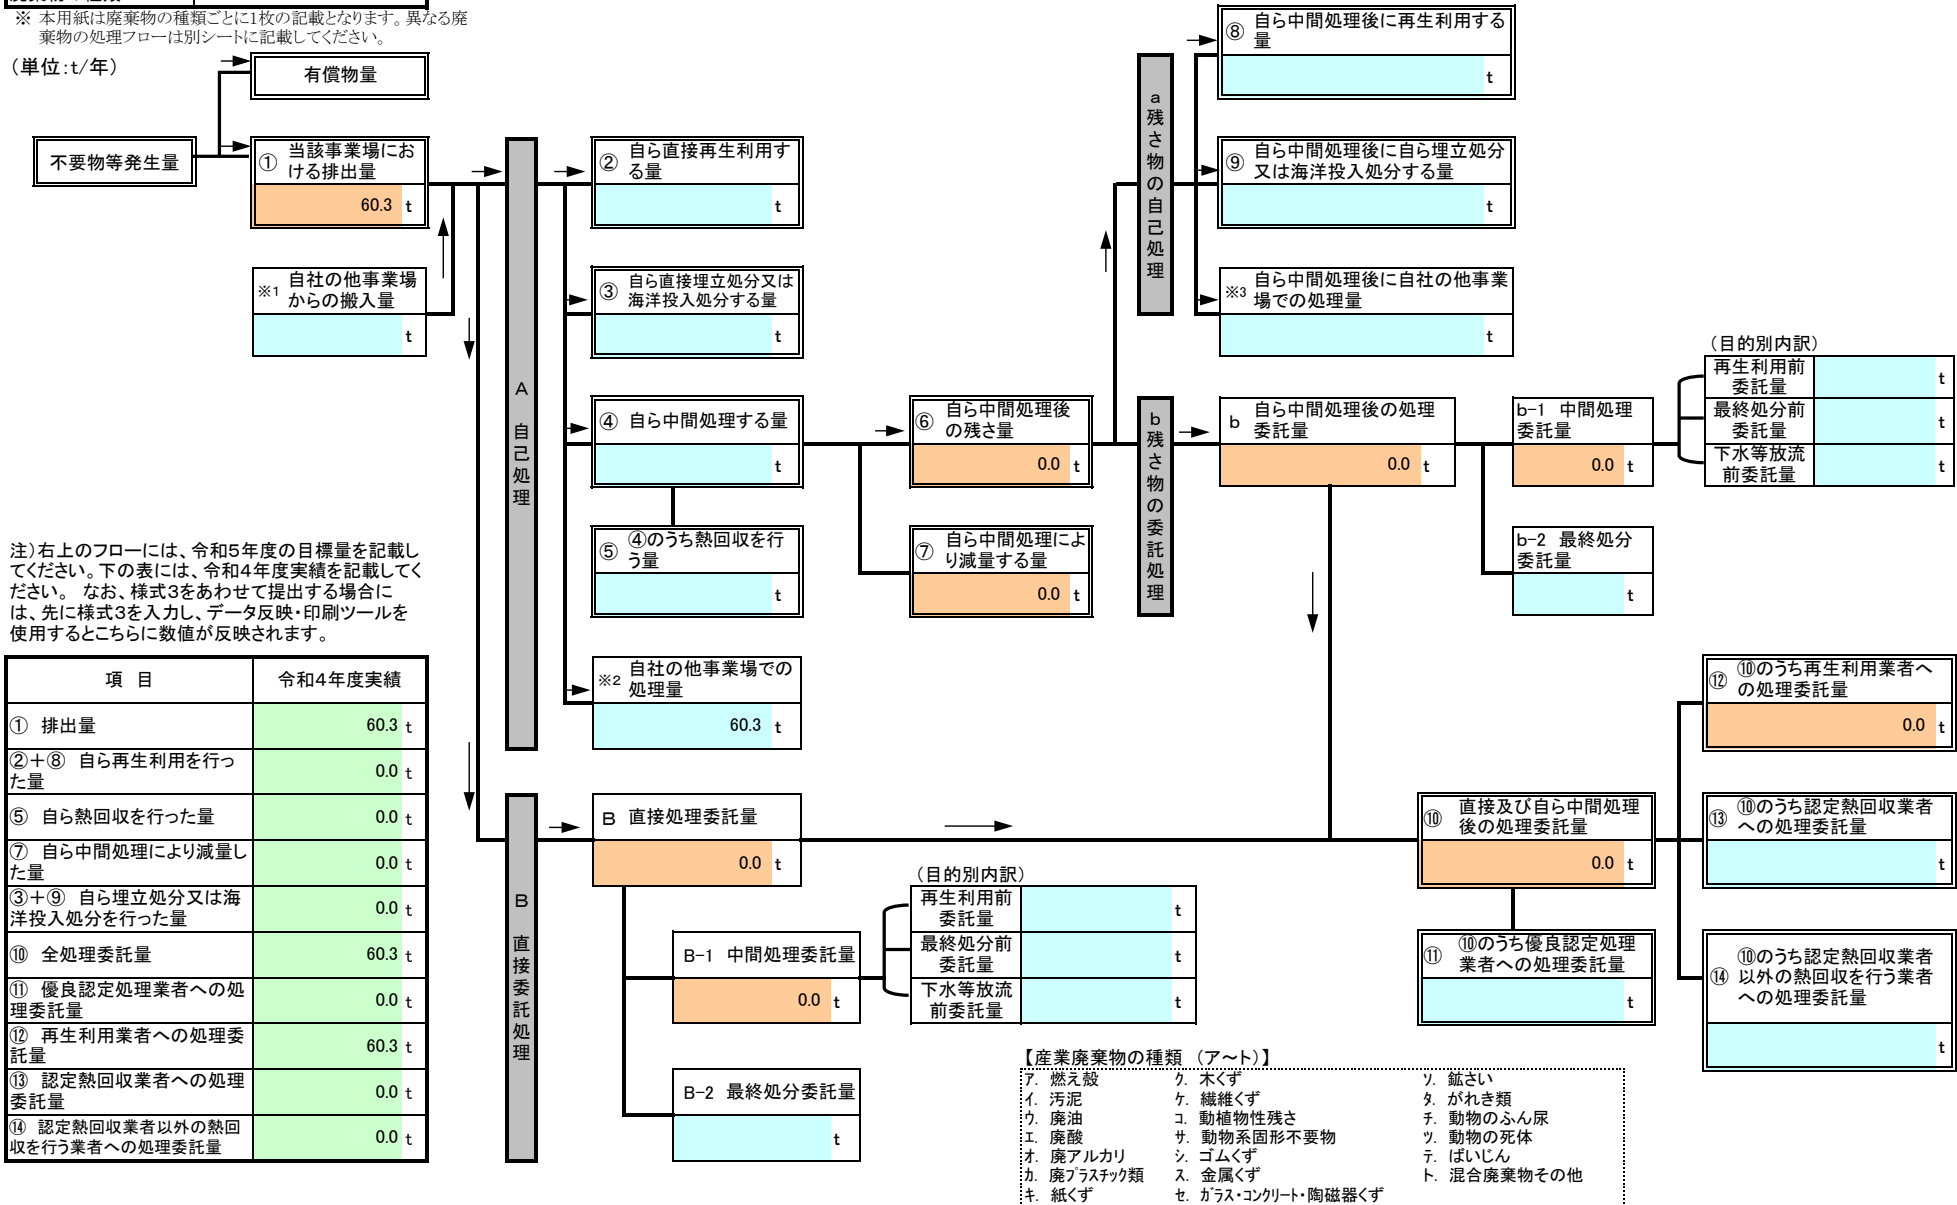 ※ 本用紙は廃棄物の種類ごとに1枚の記載となります。異なる廃
棄物の処理フローは別シートに記載してください。
（単位：t/年）
有償物量
不要物等発生量
① 当該事業場にお
ける排出量
60.3 t
※1 自社の他事業場
からの搬入量
t
A 自己処理
② 自ら直接再生利用す
る量
t
③ 自ら直接埋立処分又は
海洋投入処分する量
t
④ 自ら中間処理する量
t
⑤ ④のうち熱回収を行
う量
t
※2 自社の他事業場での
処理量
60.3 t
⑥ 自ら中間処理後
の残さ量
0.0 t
⑦ 自ら中間処理によ
り減量する量
0.0 t
a 残さ物の自己処理
⑧ 自ら中間処理後に再生利用する
量
t
⑨ 自ら中間処理後に自ら埋立処分
又は海洋投入処分する量
t
※3 自ら中間処理後に自社の他事業
場での処理量
t
b 残さ物の委託処理
b 自ら中間処理後の処理
委託量
0.0 t
b-1 中間処理
委託量
0.0 t
（目的別内訳）
再生利用前
委託量
t
最終処分前
委託量
t
下水等放流
前委託量
t
b-2 最終処分
委託量
t
注）右上のフローには、令和５年度の目標量を記載し
てください。下の表には、令和４年度実績を記載してく
ださい。 なお、様式３をあわせて提出する場合に
は、先に様式３を入力し、データ反映・印刷ツールを
使用するとこちらに数値が反映されます。
項 目 令和４年度実績
① 排出量 60.3 t
②＋⑧ 自ら再生利用を行っ
た量 0.0 t
⑤ 自ら熱回収を行った量 0.0 t
⑦ 自ら中間処理により減量し
た量 0.0 t
③＋⑨ 自ら埋立処分又は海
洋投入処分を行った量 0.0 t
⑩ 全処理委託量 60.3 t
⑪ 優良認定処理業者への処
理委託量 0.0 t
⑫ 再生利用業者への処理委
託量 60.3 t
⑬ 認定熱回収業者への処理
委託量 0.0 t
⑭ 認定熱回収業者以外の熱回
収を行う業者への処理委託量 0.0 t
B 直接委託処理
B 直接処理委託量
0.0 t
B-1 中間処理委託量
0.0 t
B-2 最終処分委託量
t
（目的別内訳）
再生利用前
委託量
t
最終処分前
委託量
t
下水等放流
前委託量
t
⑩ 直接及び自ら中間処理
後の処理委託量
0.0 t
⑪ ⑩のうち優良認定処理
業者への処理委託量
t
⑫ ⑩のうち再生利用業者へ
の処理委託量
0.0 t
⑬ ⑩のうち認定熱回収業者
への処理委託量
t
⑭ ⑩のうち認定熱回収業者
以外の熱回収を行う業者
への処理委託量
t
【産業廃棄物の種類 （ア～ト）】
ｱ. 燃え殻 ｸ. 木くず ｿ. 鉱さい
ｲ. 汚泥 ｹ. 繊維くず ﾀ. がれき類
ｳ. 廃油 ｺ. 動植物性残さ ﾁ. 動物のふん尿
ｴ. 廃酸 ｻ. 動物系固形不要物 ﾂ. 動物の死体
ｵ. 廃アルカリ ｼ. ゴムくず ﾃ. ばいじん
ｶ. 廃ﾌﾟﾗｽﾁｯｸ類 ｽ. 金属くず ﾄ. 混合廃棄物その他
ｷ. 紙くず ｾ. ｶﾞﾗｽ・ｺﾝｸﾘｰﾄ・陶磁器くず